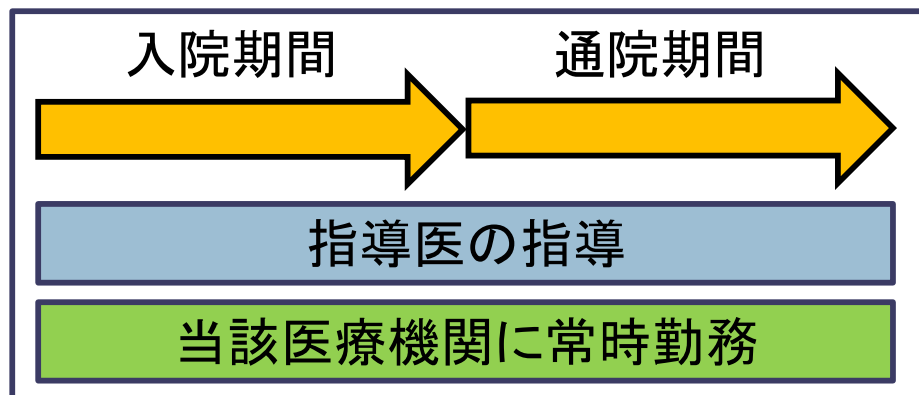 入院期間
通院期間
指導医の指導
当該医療機関に常時勤務